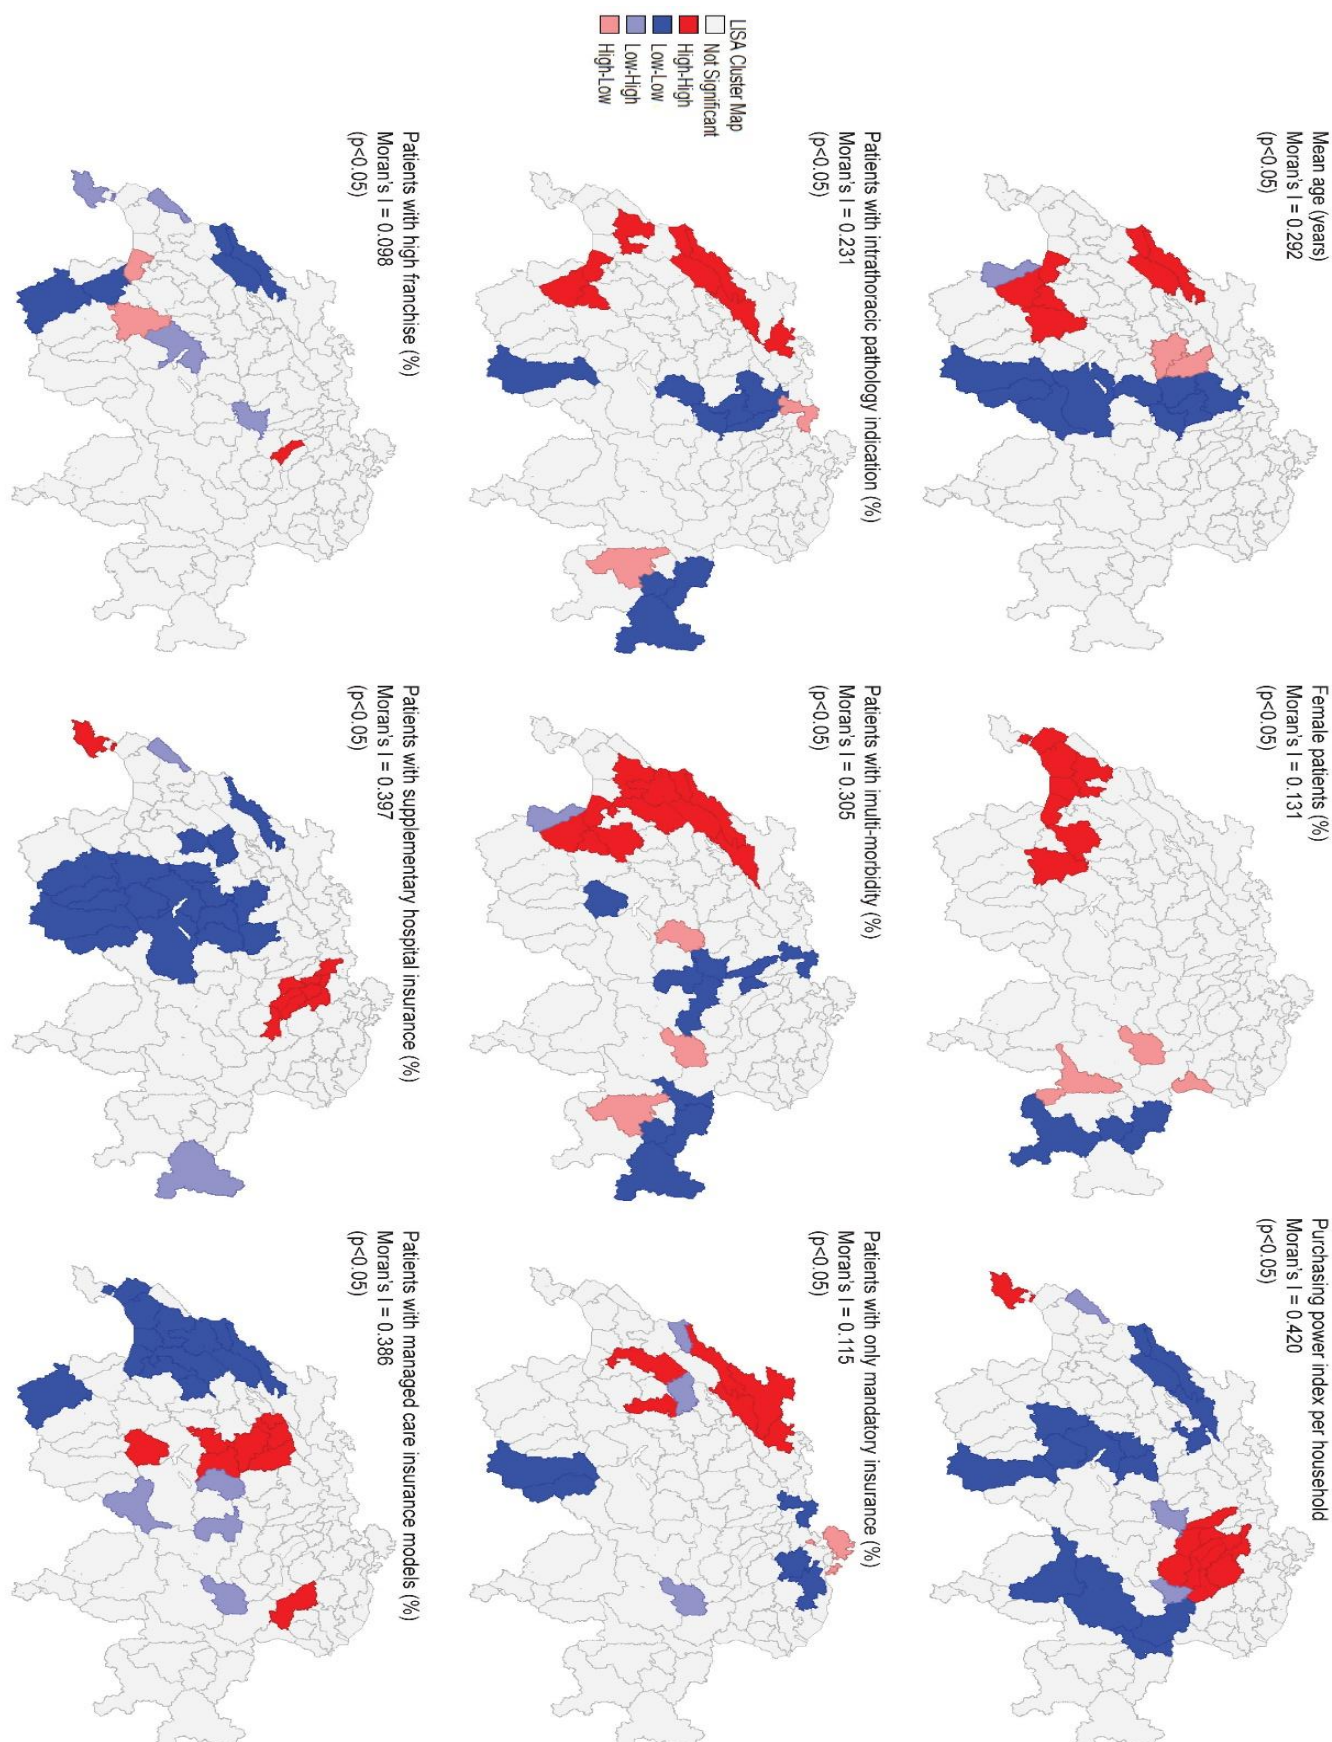 Mean age (years)
Moran's I = 0.292
(p<0.05)
Female patients (%)
Moran's I = 0.131
(p<0.05)
Purchasing power index per household
Moran's I = 0.420
(p<0.05)
Patients with intrathoracic pathology indication (%)
Moran's I = 0.231
(p<0.05)
Patients with imulti-morbidity (%)
Moran's I = 0.305
(p<0.05)
Patients with only mandatory insurance (%)
Moran's I = 0.115
(p<0.05)
LISA Cluster Map
Not Significant
High-High
Low-Low
Low-High
High-Low
Patients with high franchise (%)
Moran's I = 0.098
(p<0.05)
Patients with supplementary hospital insurance (%)
Moran's I = 0.397
(p<0.05)
Patients with managed care insurance models (%)
Moran's I = 0.386
(p<0.05)